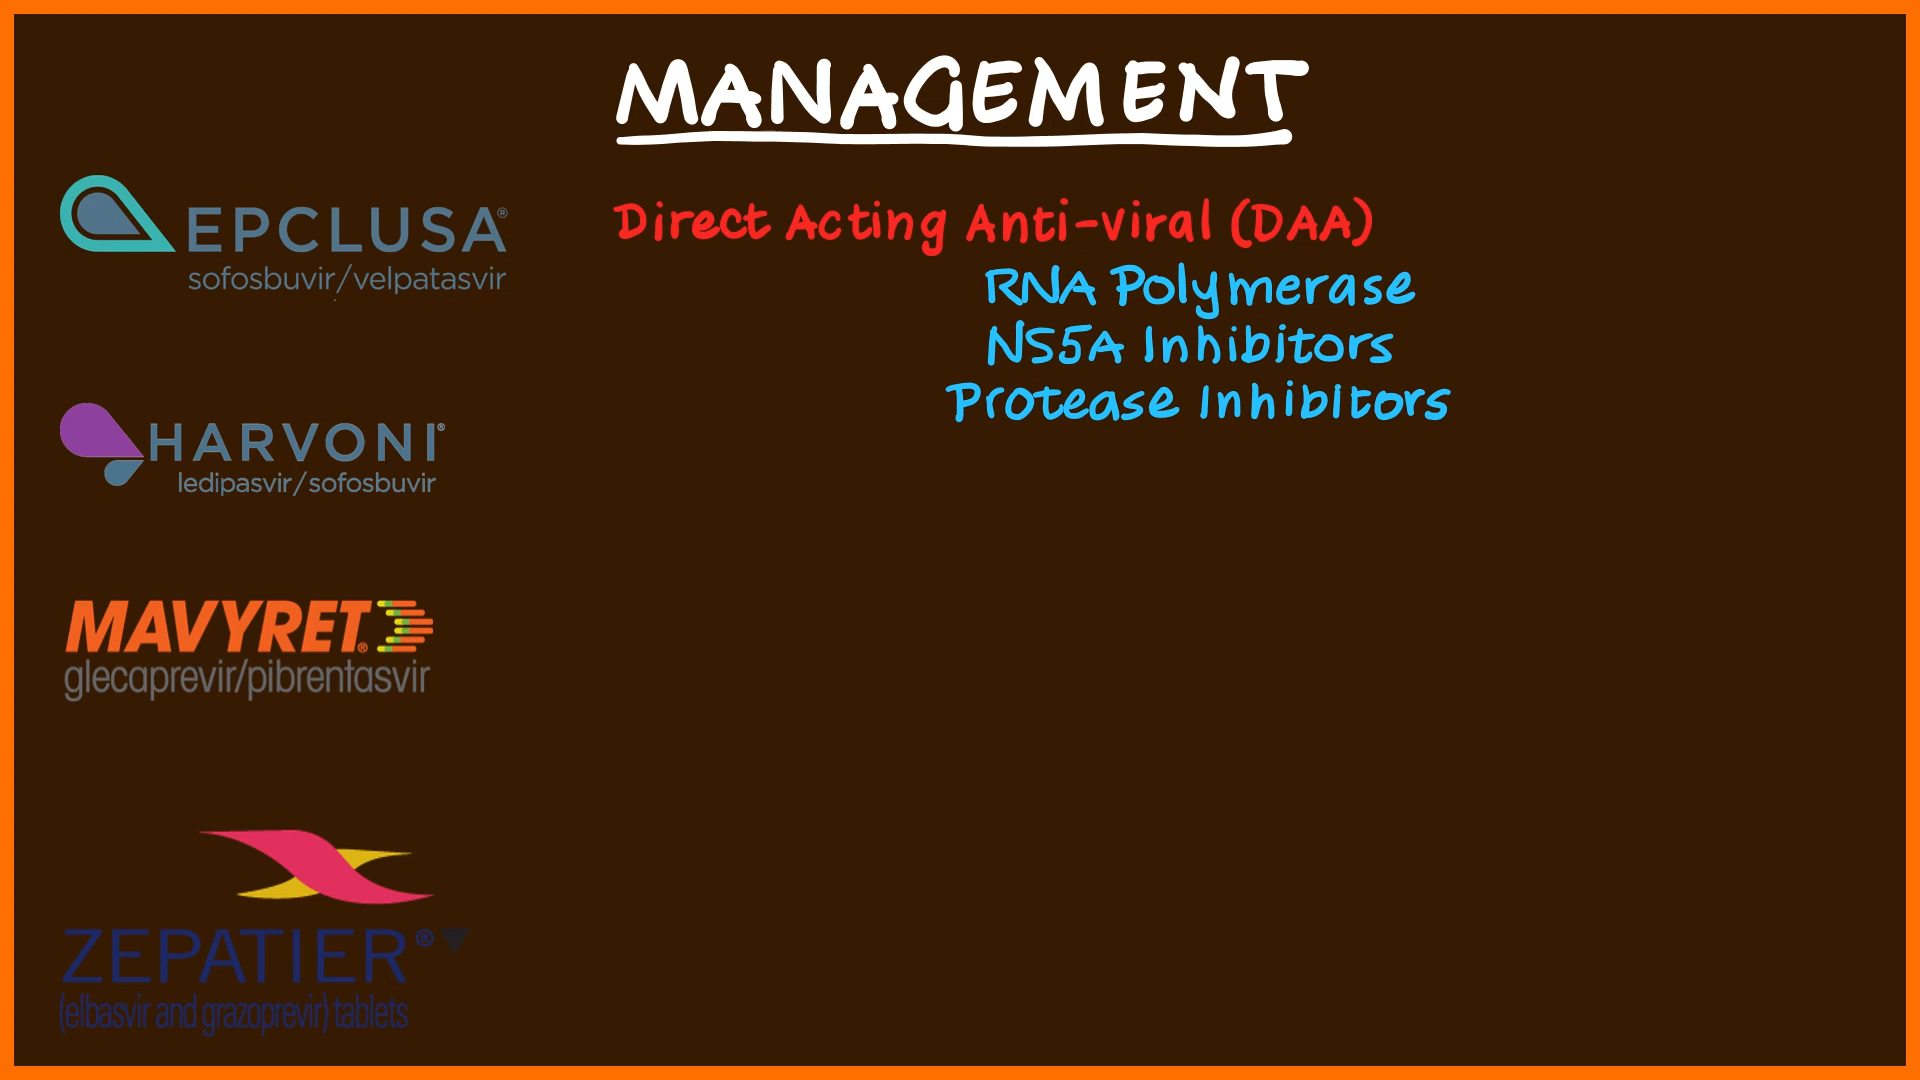 MANAGEMENT
EPCLUSA®
sofosbuvir/velpatasvir
Direct Acting Anti-viral (DAA)
RNA Polymerase
NS5A Inhibitors
Protease Inhibitors
HARVONI®
ledipasvir/sofosbuvir
MAVYRET®
glecaprevir/pibrentasvir
ZEPATIER®
(elbasvir and grazoprevir) tablets